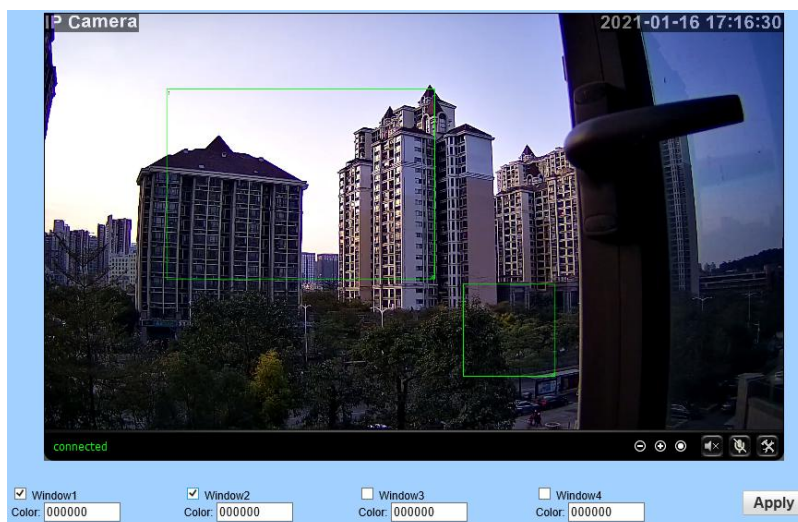 IP Camera 2021-01-16 17:16:30
connected
Window1 Window2 Window3 Window4
Color: 000000 Color: 000000 Color: 000000 Color: 000000
Apply